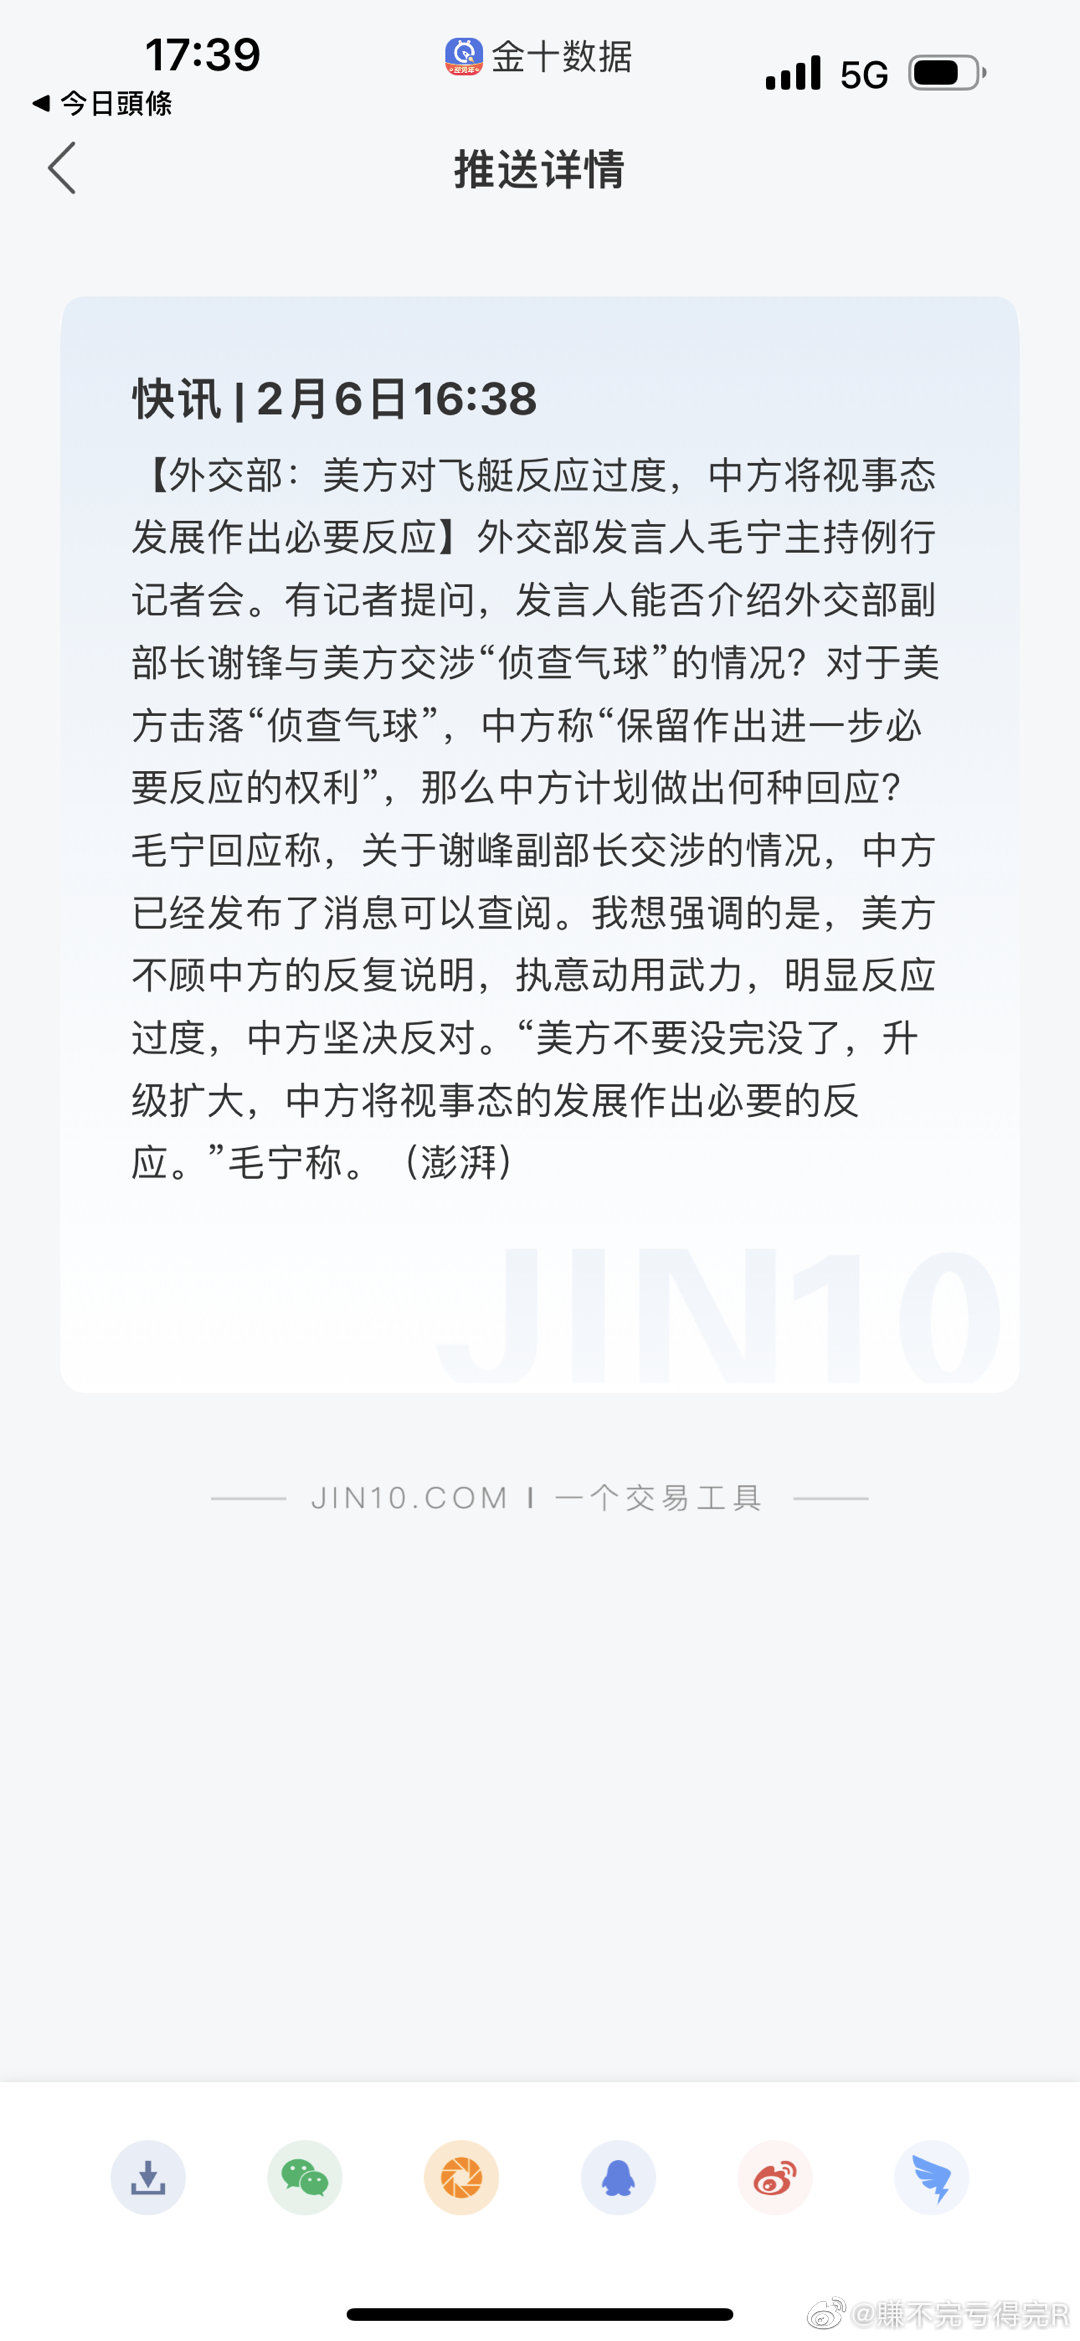 17:39
金十数据
5G
今日頭條
推送详情
快讯 | 2月6日16:38
【外交部：美方对飞艇反应过度，中方将视事态
发展作出必要反应】外交部发言人毛宁主持例行
记者会。有记者提问，发言人能否介绍外交部副
部长谢锋与美方交涉“侦查气球”的情况？对于美
方击落“侦查气球”，中方称“保留作出进一步必
要反应的权利”，那么中方计划做出何种回应？
毛宁回应称，关于谢峰副部长交涉的情况，中方
已经发布了消息可以查阅。我想强调的是，美方
不顾中方的反复说明，执意动用武力，明显反应
过度，中方坚决反对。“美方不要没完没了，升
级扩大，中方将视事态的发展作出必要的反
应。”毛宁称。（澎湃）
JIN10
JIN10.COM | 一个交易工具
@赚不完亏得完R